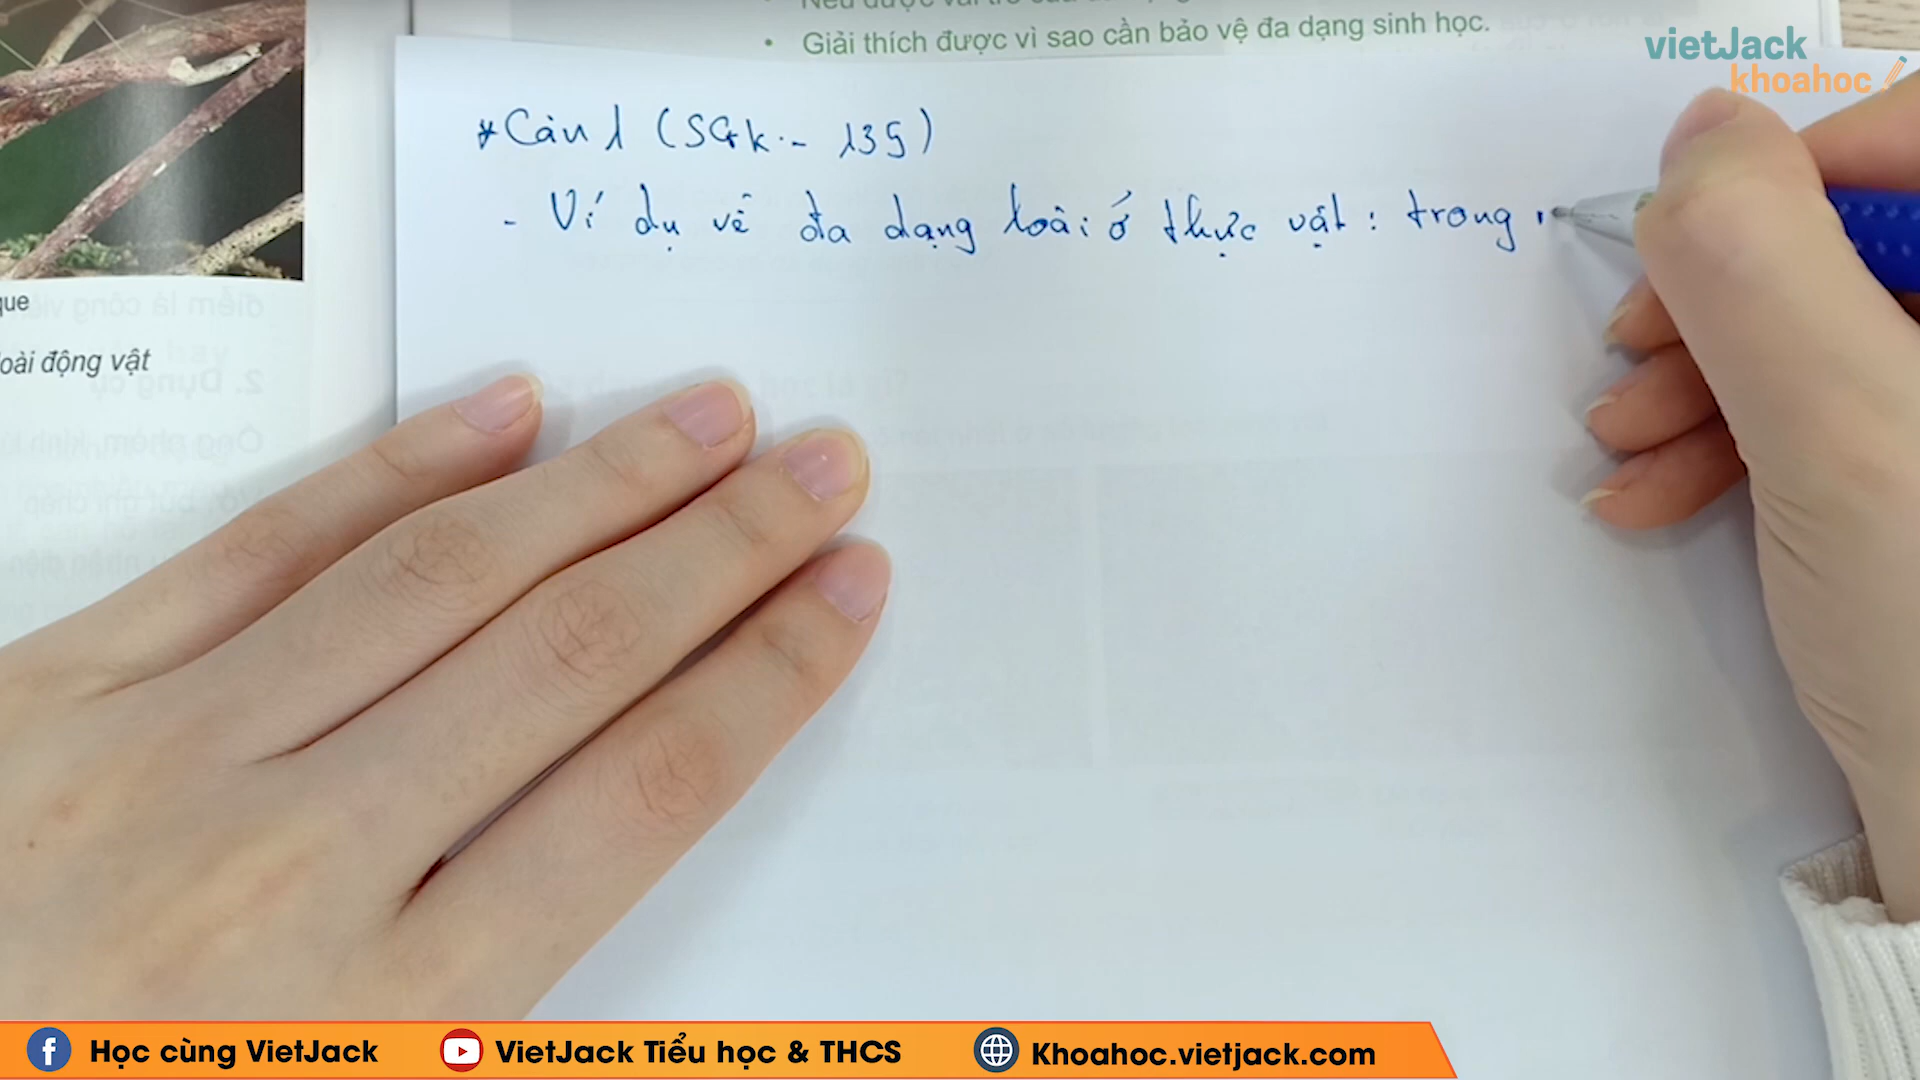 Giải thích được vì sao cần bảo vệ đa dạng sinh học.
vietJack
khoahoc
* Câu 1 (SGK - 135)
- Ví dụ về đa dạng loài ở thực vật: trong
que
oài động vật
Học cùng VietJack
VietJack Tiểu học & THCS
Khoahoc.vietjack.com